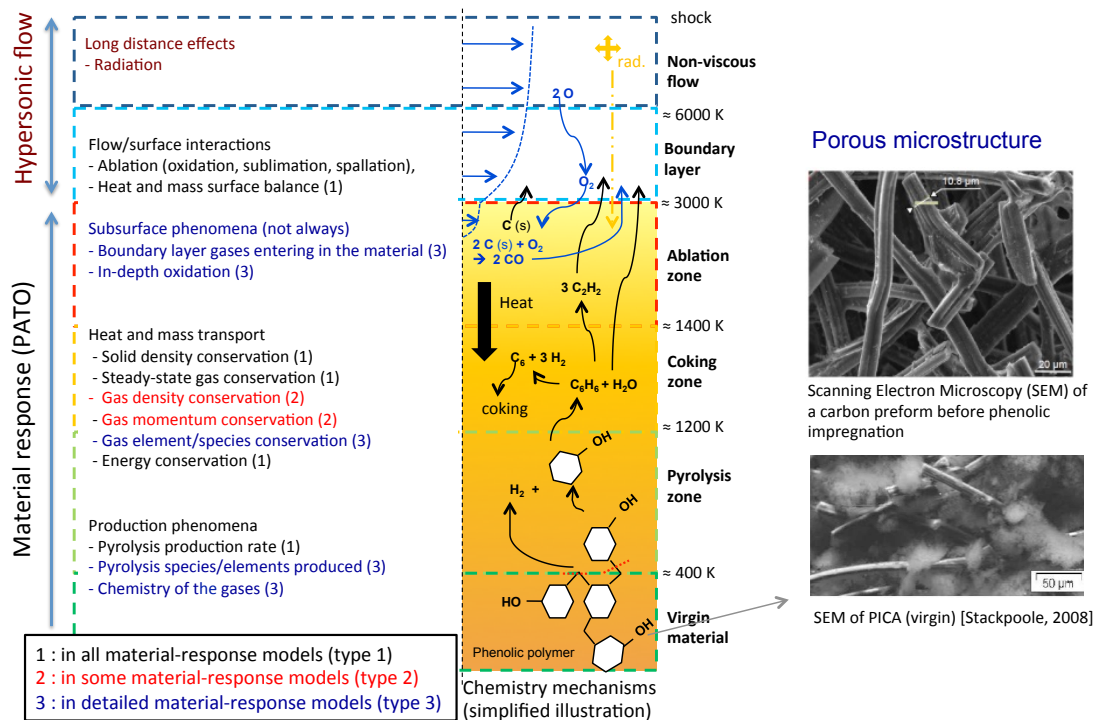 Hypersonic flow
Material response (PATO)
Long distance effects
- Radiation
Flow/surface interactions
- Ablation (oxidation, sublimation, spallation),
- Heat and mass surface balance (1)
Subsurface phenomena (not always)
- Boundary layer gases entering in the material (3)
- In-depth oxidation (3)
Heat and mass transport
- Solid density conservation (1)
- Steady-state gas conservation (1)
- Gas density conservation (2)
- Gas momentum conservation (2)
- Gas element/species conservation (3)
- Energy conservation (1)
Production phenomena
- Pyrolysis production rate (1)
- Pyrolysis species/elements produced (3)
- Chemistry of the gases (3)
1 : in all material-response models (type 1)
2 : in some material-response models (type 2)
3 : in detailed material-response models (type 3)
rad.
2 O
O₂
C (s)
2 C (s) + O₂
→ 2 CO
3 C₂H₂
Heat
C₆ + 3 H₂
C₆H₆ + H₂O
coking
OH
H₂ +
OH
HO
OH
Phenolic polymer
Chemistry mechanisms
(simplified illustration)
shock
Non-viscous
flow
≈ 6000 K
Boundary
layer
≈ 3000 K
Ablation
zone
≈ 1400 K
Coking
zone
≈ 1200 K
Pyrolysis
zone
≈ 400 K
Virgin
material
Porous microstructure
10.8 µm
20 µm
Scanning Electron Microscopy (SEM) of
a carbon preform before phenolic
impregnation
50 µm
SEM of PICA (virgin) [Stackpoole, 2008]